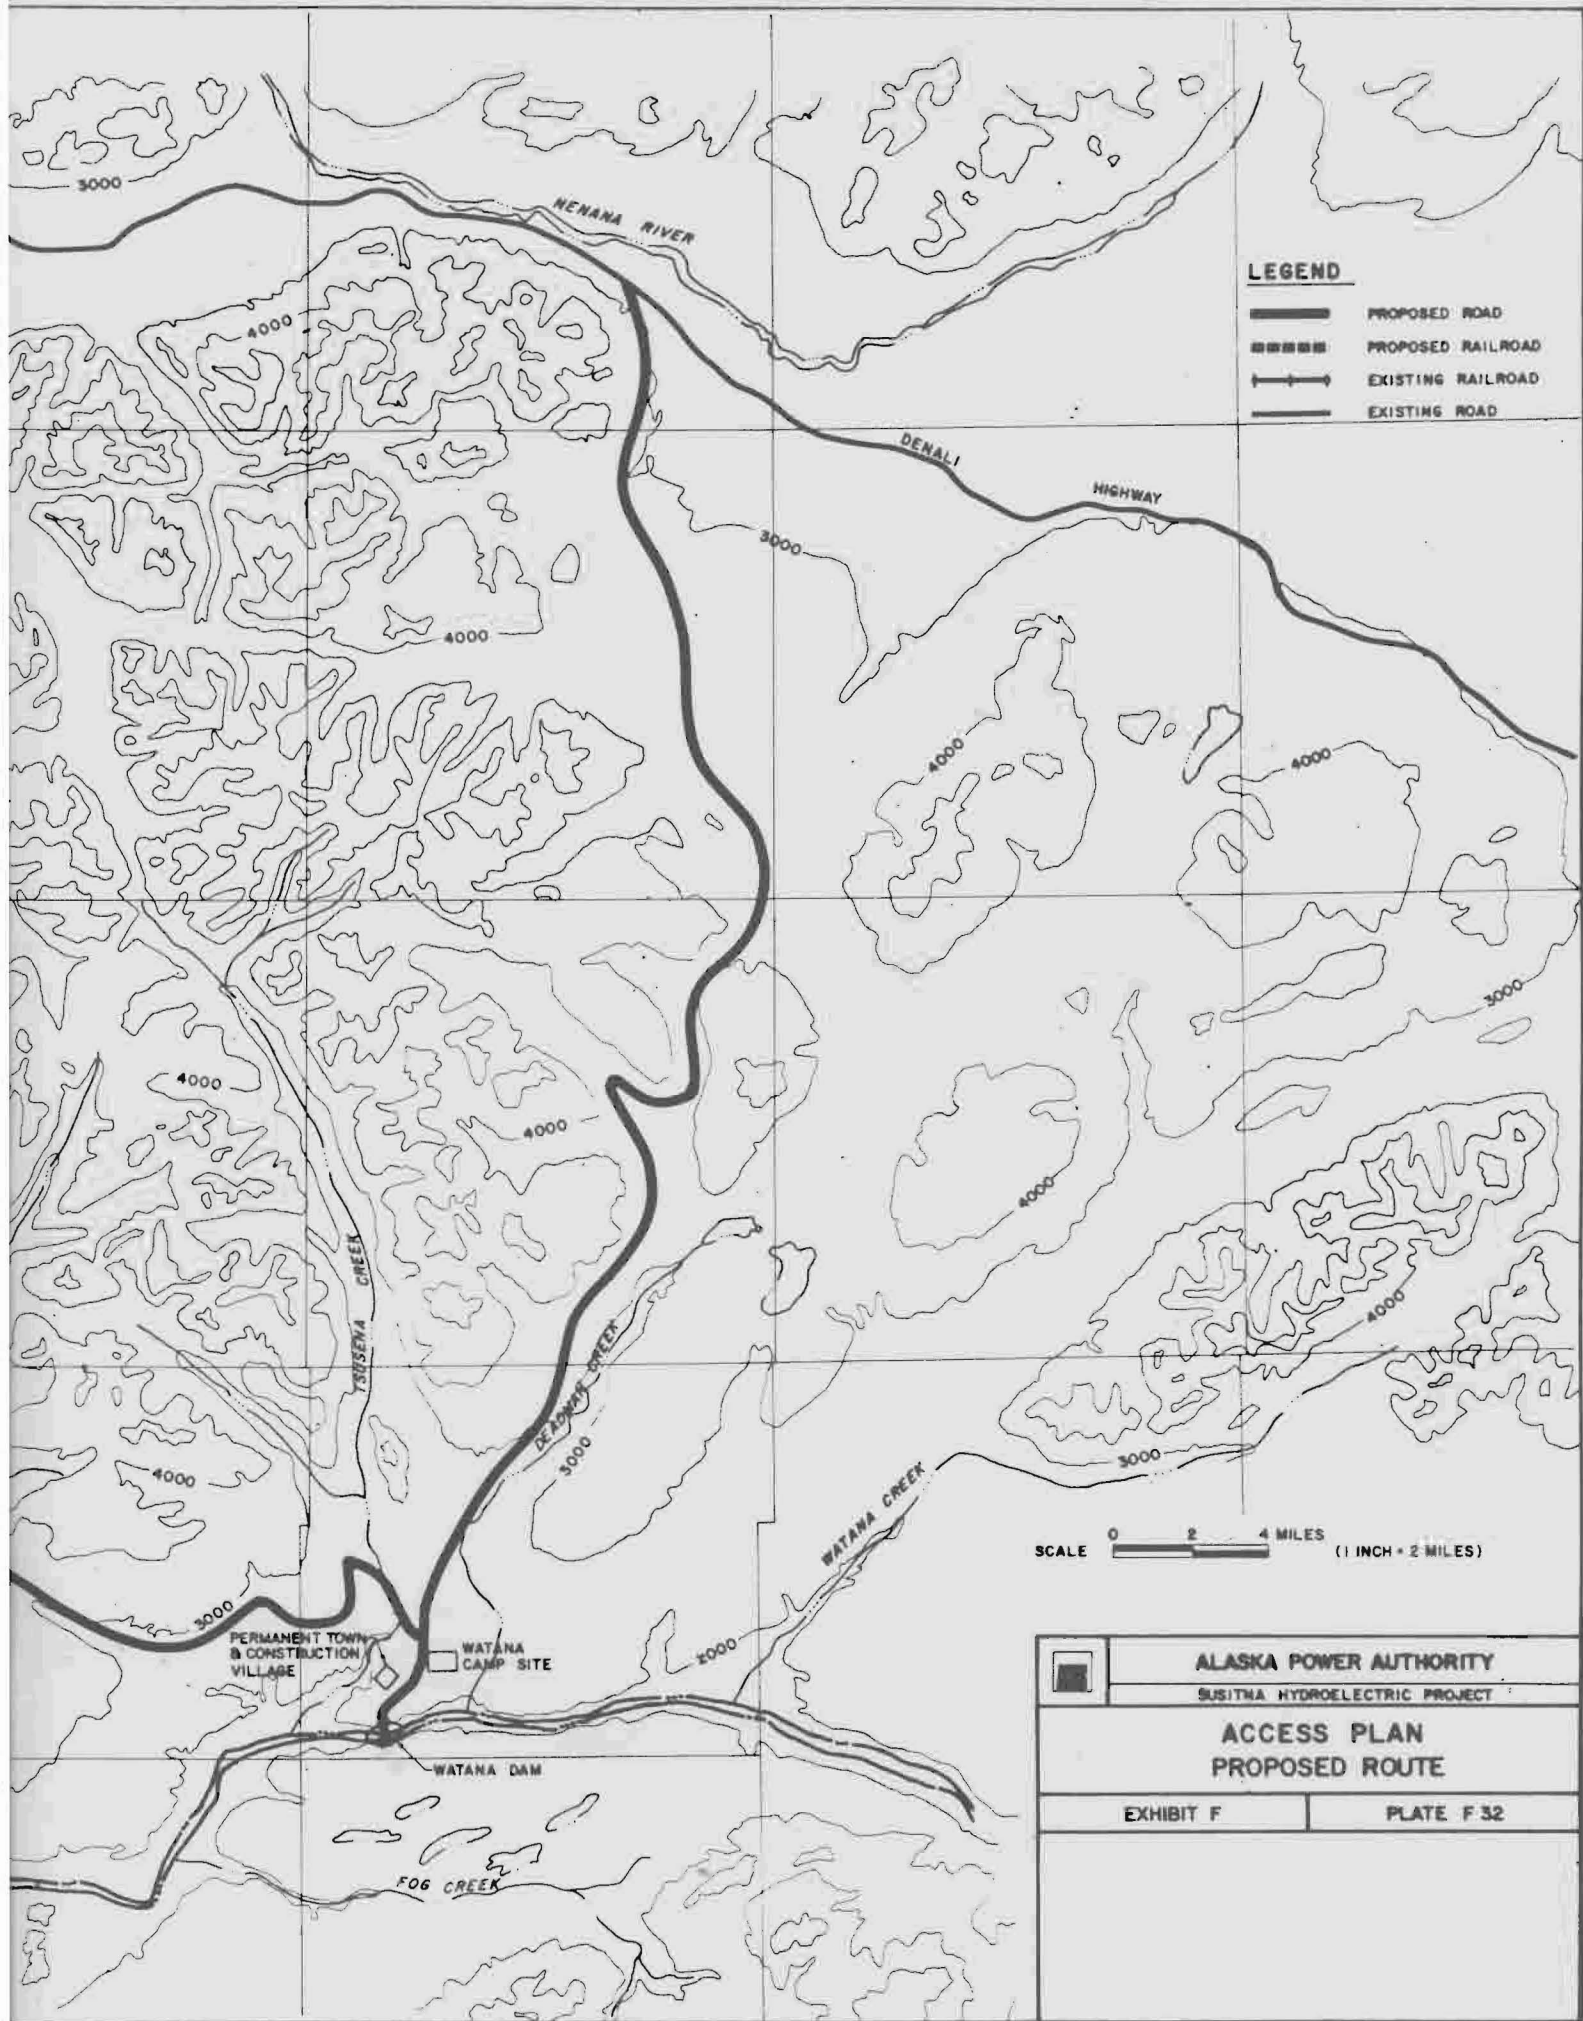 3000
NENANA RIVER
LEGEND
PROPOSED ROAD
PROPOSED RAILROAD
EXISTING RAILROAD
EXISTING ROAD
4000
DENALI
HIGHWAY
3000
4000
4000
4000
3000
4000
4000
4000
TSUSENA CREEK
4000
DEADMAN CREEK
3000
4000
3000
WATANA CREEK
SCALE 0 2 4 MILES
(1 INCH = 2 MILES)
3000
PERMANENT TOWN
& CONSTRUCTION
VILLAGE
WATANA
CAMP SITE
2000
WATANA DAM
FOG CREEK
ALASKA POWER AUTHORITY
SUSITNA HYDROELECTRIC PROJECT
ACCESS PLAN
PROPOSED ROUTE
EXHIBIT F
PLATE F 32